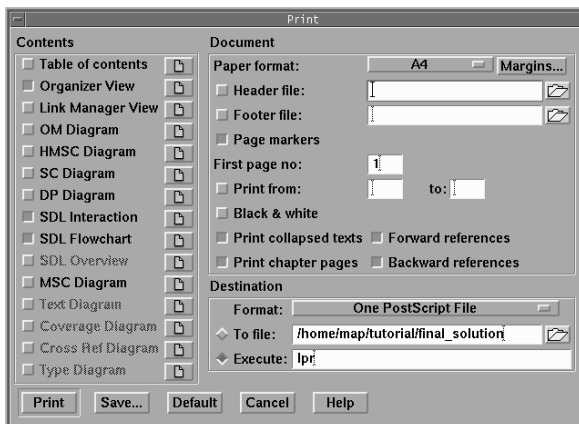 Print
Contents
Table of contents
Organizer View
Link Manager View
OM Diagram
HMSC Diagram
SC Diagram
DP Diagram
SDL Interaction
SDL Flowchart
SDL Overview
MSC Diagram
Text Diagram
Coverage Diagram
Cross Ref Diagram
Type Diagram
Document
Paper format: A4 Margins...
Header file:
Footer file:
Page markers
First page no: 1
Print from: to:
Black & white
Print collapsed texts Forward references
Print chapter pages Backward references
Destination
Format: One PostScript File
To file: /home/map/tutorial/final_solution
Execute: lpr
Print Save... Default Cancel Help